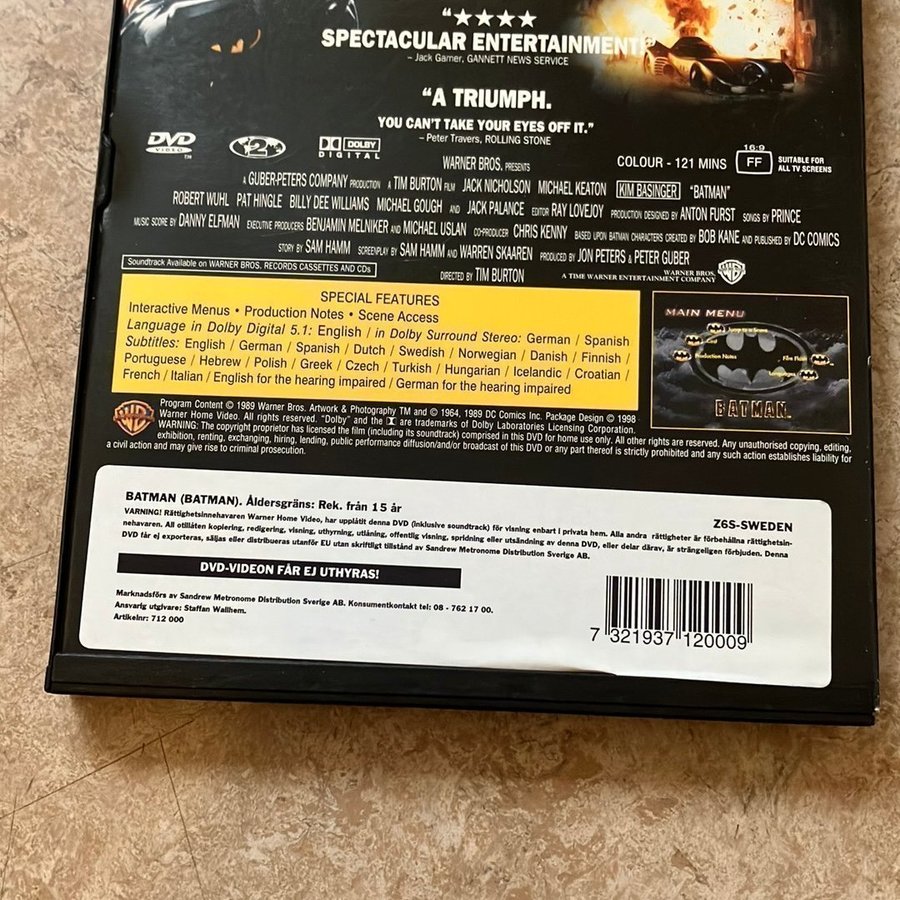 “★★★★
SPECTACULAR ENTERTAINMENT!”
– Jack Garner, GANNETT NEWS SERVICE
“A TRIUMPH.
YOU CAN’T TAKE YOUR EYES OFF IT.”
– Peter Travers, ROLLING STONE
DVD VIDEO™ 2 DOLBY DIGITAL
WARNER BROS. PRESENTS
COLOUR - 121 MINS 16:9 FF SUITABLE FOR ALL TV SCREENS
A GUBER-PETERS COMPANY PRODUCTION A TIM BURTON FILM JACK NICHOLSON MICHAEL KEATON KIM BASINGER “BATMAN”
ROBERT WUHL PAT HINGLE BILLY DEE WILLIAMS MICHAEL GOUGH AND JACK PALANCE EDITOR RAY LOVEJOY PRODUCTION DESIGNED BY ANTON FURST SONGS BY PRINCE
MUSIC SCORE BY DANNY ELFMAN EXECUTIVE PRODUCERS BENJAMIN MELNIKER AND MICHAEL USLAN CO-PRODUCER CHRIS KENNY BASED UPON BATMAN CHARACTERS CREATED BY BOB KANE AND PUBLISHED BY DC COMICS
STORY BY SAM HAMM SCREENPLAY BY SAM HAMM AND WARREN SKAAREN PRODUCED BY JON PETERS & PETER GUBER
Soundtrack Available on WARNER BROS. RECORDS CASSETTES AND CDs
DIRECTED BY TIM BURTON
WARNER BROS.
A TIME WARNER ENTERTAINMENT COMPANY
SPECIAL FEATURES
Interactive Menus • Production Notes • Scene Access
Language in Dolby Digital 5.1: English / in Dolby Surround Stereo: German / Spanish
Subtitles: English / German / Spanish / Dutch / Swedish / Norwegian / Danish / Finnish /
Portuguese / Hebrew / Polish / Greek / Czech / Turkish / Hungarian / Icelandic / Croatian /
French / Italian / English for the hearing impaired / German for the hearing impaired
MAIN MENU
Jump to a Scene
Production Notes
Film Flash
Languages
BATMAN™
Program Content © 1989 Warner Bros. Artwork & Photography TM and © 1964, 1989 DC Comics Inc. Package Design © 1998
Warner Home Video. All rights reserved. “Dolby” and the are trademarks of Dolby Laboratories Licensing Corporation.
WARNING: The copyright proprietor has licensed the film (including its soundtrack) comprised in this DVD for home use only. All other rights are reserved. Any unauthorised copying, editing,
exhibition, renting, exchanging, hiring, lending, public performance diffusion/and/or broadcast of this DVD or any part thereof is strictly prohibited and any such action establishes liability for
a civil action and may give rise to criminal prosecution.
BATMAN (BATMAN). Åldersgräns: Rek. från 15 år
Z6S-SWEDEN
VARNING! Rättighetsinnehavaren Warner Home Video, har upplåtit denna DVD (inklusive soundtrack) för visning enbart i privata hem. Alla andra rättigheter är förbehållna rättighetsin-
nehavaren. All otillåten kopiering, redigering, visning, uthyrning, utlåning, offentlig visning, spridning eller utsändning av denna DVD, eller delar därav, är strängeligen förbjuden. Denna
DVD får ej exporteras, säljas eller distribueras utanför EU utan skriftligt tillstånd av Sandrew Metronome Distribution Sverige AB.
DVD-VIDEON FÅR EJ UTHYRAS!
Marknadsförs av Sandrew Metronome Distribution Sverige AB. Konsumentkontakt tel: 08 - 762 17 00.
Ansvarig utgivare: Staffan Wallhem.
Artikelnr: 712 000
7 321937 120009